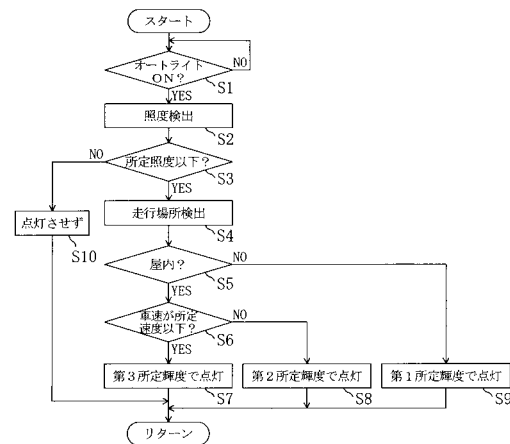 スタート
オートライト
ON?
NO
S1
YES
照度検出
S2
NO
所定照度以下?
S3
YES
走行場所検出
S4
点灯させず
S10
屋内?
NO
S5
YES
車速が所定
速度以下?
NO
S6
YES
第3所定輝度で点灯
第2所定輝度で点灯
第1所定輝度で点灯
S7
S8
S9
リターン